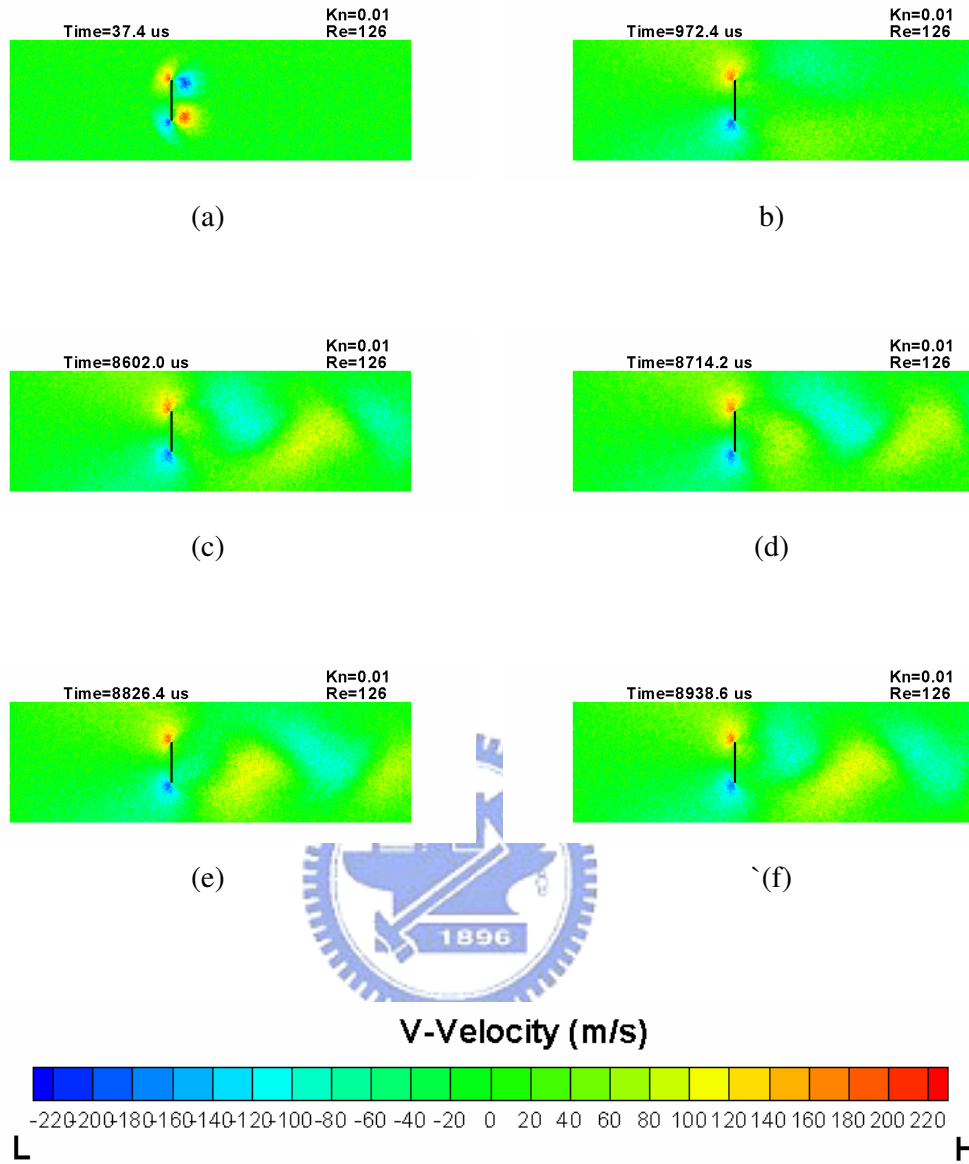 Kn=0.01
Time=37.4 us Re=126
Kn=0.01
Time=972.4 us Re=126
(a)
b)
Kn=0.01
Time=8602.0 us Re=126
Kn=0.01
Time=8714.2 us Re=126
(c)
(d)
Kn=0.01
Time=8826.4 us Re=126
Kn=0.01
Time=8938.6 us Re=126
(e)
`(f)
1896
V-Velocity (m/s)
-220 -200 -180 -160 -140 -120 -100 -80 -60 -40 -20 0 20 40 60 80 100 120 140 160 180 200 220
L H